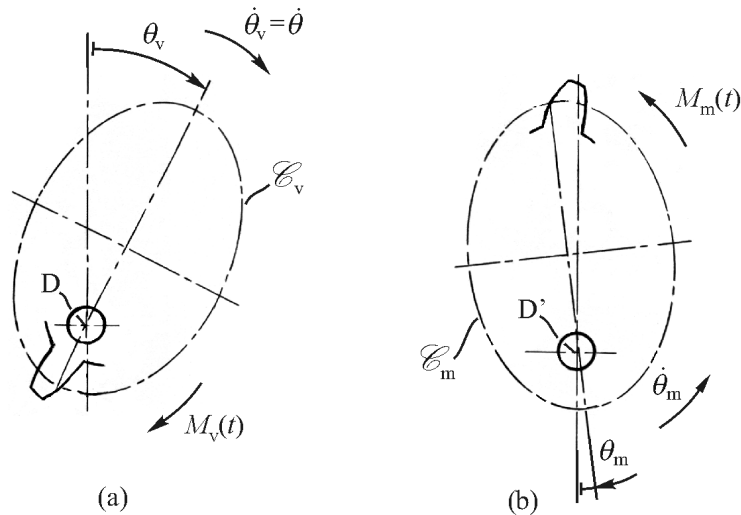 θ̇ᵥ = θ̇
θᵥ
𝒞ᵥ
D
Mᵥ(t)
(a)
Mₘ(t)
D'
𝒞ₘ
θ̇ₘ
θₘ
(b)